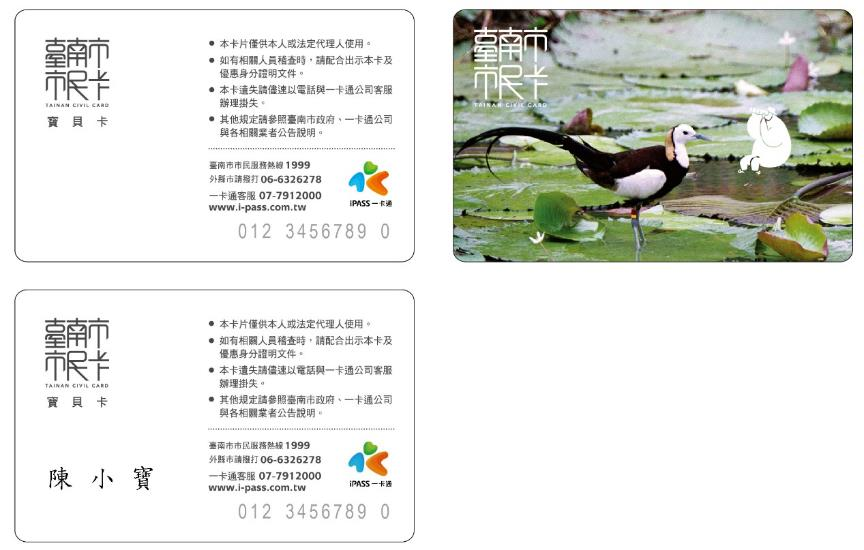 臺南市
市民卡
TAINAN CIVIL CARD
寶貝卡
● 本卡片僅供本人或法定代理人使用。
● 如有相關人員稽查時，請配合出示本卡及
優惠身分證明文件。
● 本卡遺失請儘速以電話與一卡通公司客服
辦理掛失。
● 其他規定請參照臺南市政府、一卡通公司
與各相關業者公告說明。
臺南市市民服務熱線 1999
外縣市請撥打 06-6326278
一卡通客服 07-7912000
www.i-pass.com.tw
iPASS 一卡通
012 3456789 0
臺南市
市民卡
TAINAN CIVIL CARD
臺南市
市民卡
TAINAN CIVIL CARD
寶貝卡
陳小寶
● 本卡片僅供本人或法定代理人使用。
● 如有相關人員稽查時，請配合出示本卡及
優惠身分證明文件。
● 本卡遺失請儘速以電話與一卡通公司客服
辦理掛失。
● 其他規定請參照臺南市政府、一卡通公司
與各相關業者公告說明。
臺南市市民服務熱線 1999
外縣市請撥打 06-6326278
一卡通客服 07-7912000
www.i-pass.com.tw
iPASS 一卡通
012 3456789 0